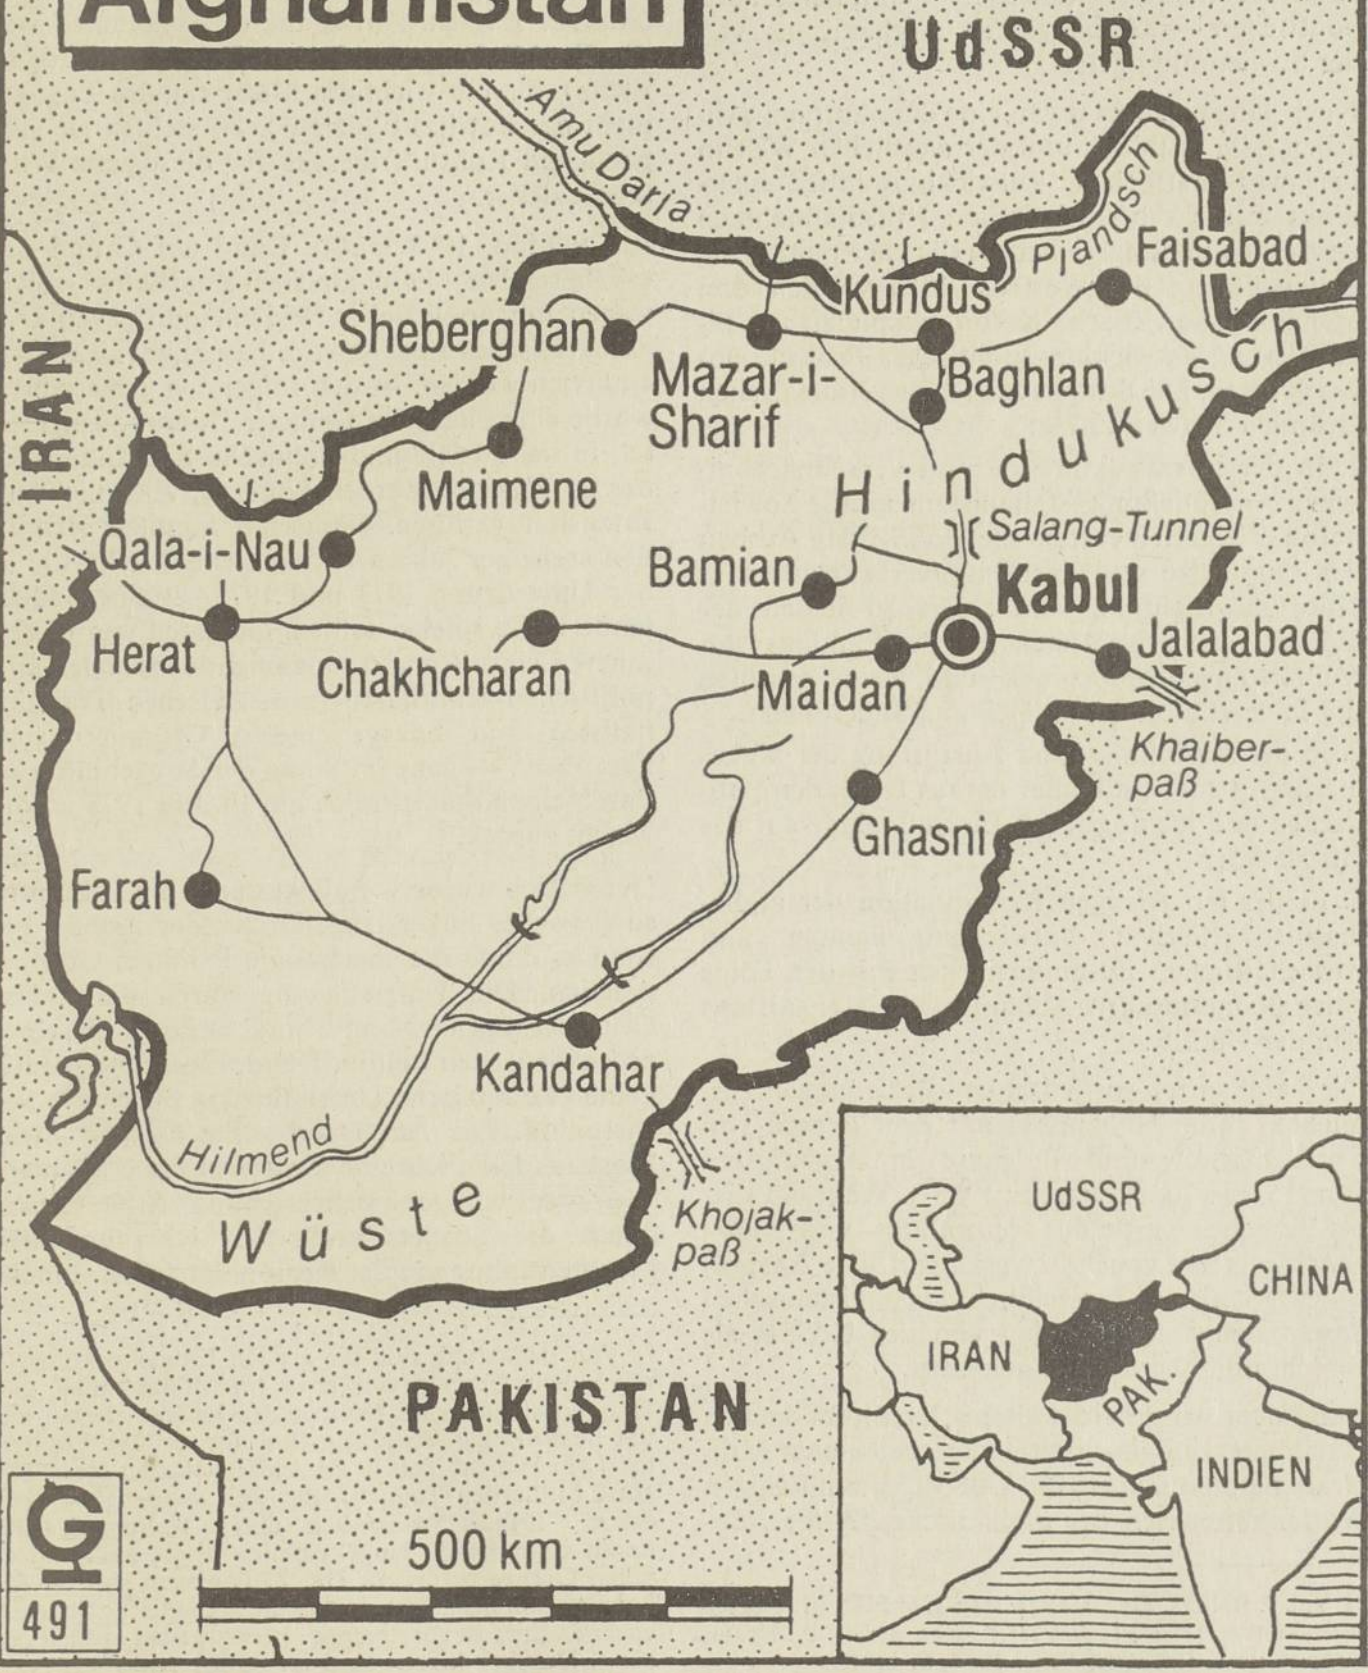 Afghanistan
UdSSR
Amu Darja
Pjandsch
Faisabad
Kundus
IRAN
Sheberghan
Mazar-i-
Sharif
Baghlan
Hindukusch
Maimene
Qala-i-Nau
Salang-Tunnel
Bamian
Kabul
Herat
Jalalabad
Chakhcharan
Maidan
Khaiber-
paß
Ghasni
Farah
Kandahar
Hilmend
Wüste
Khojak-
paß
PAKISTAN
UdSSR
CHINA
IRAN
PAK.
INDIEN
500 km
G
491